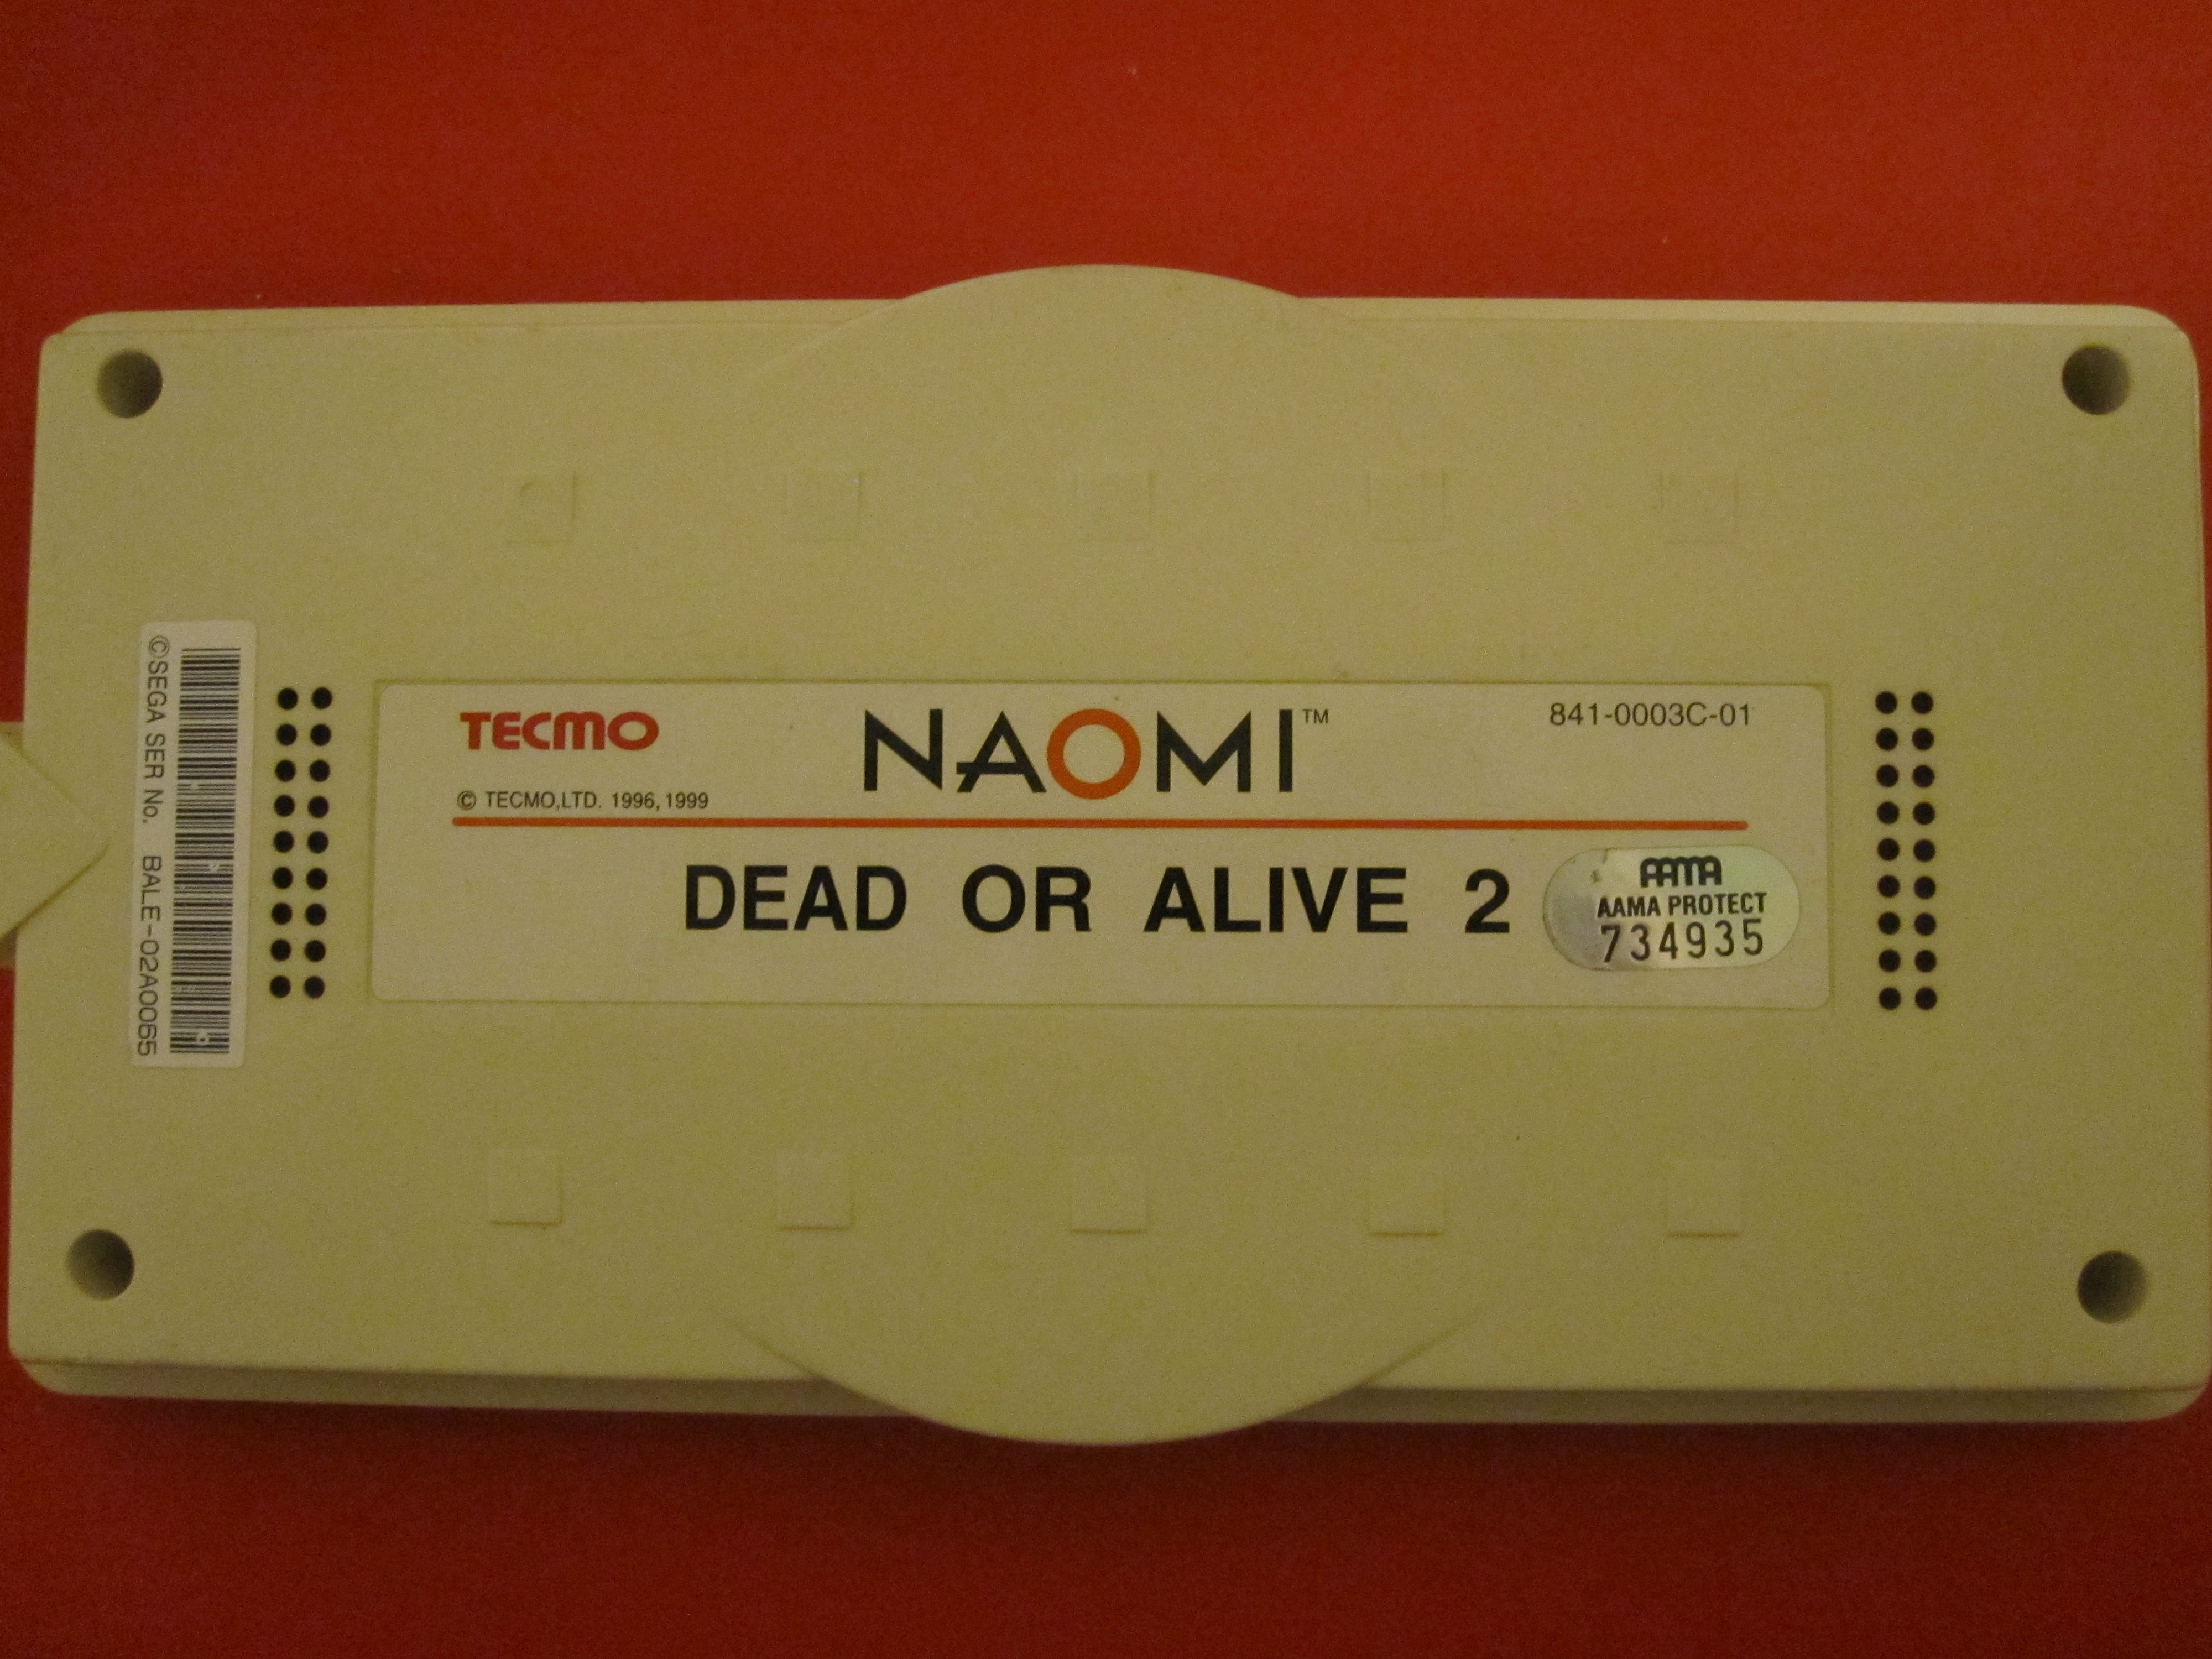 ©SEGA SER No. BALE-02A0065
TECMO
© TECMO,LTD. 1996,1999
NAOMI™
841-0003C-01
DEAD OR ALIVE 2
AAMA
AAMA PROTECT
734935